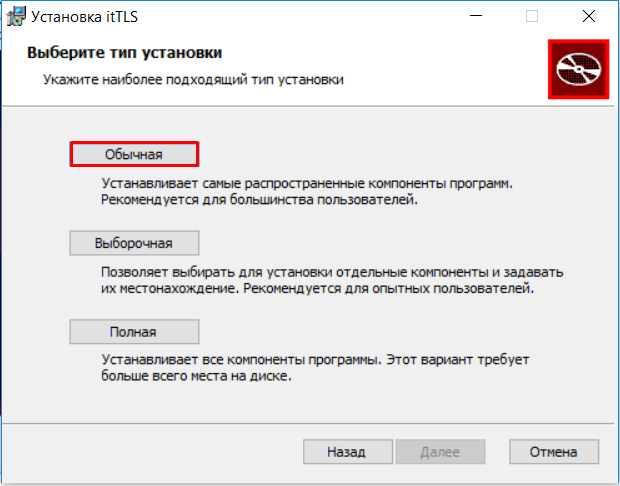 Установка itTLS
Выберите тип установки
Укажите наиболее подходящий тип установки
Обычная
Устанавливает самые распространенные компоненты программ.
Рекомендуется для большинства пользователей.
Выборочная
Позволяет выбирать для установки отдельные компоненты и задавать
их местонахождение. Рекомендуется для опытных пользователей.
Полная
Устанавливает все компоненты программы. Этот вариант требует
больше всего места на диске.
Назад Далее Отмена